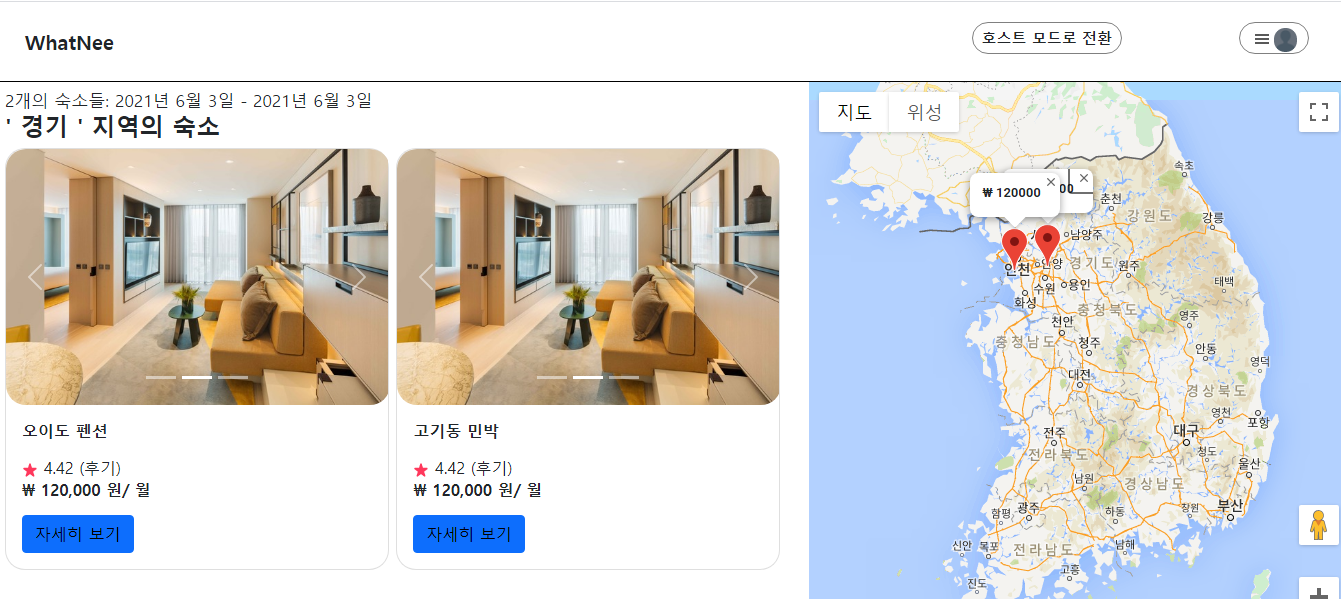 WhatNee
호스트 모드로 전환
2개의 숙소들: 2021년 6월 3일 - 2021년 6월 3일
' 경기 ' 지역의 숙소
오이도 펜션
4.42 (후기)
₩ 120,000 원/ 월
자세히 보기
고기동 민박
4.42 (후기)
₩ 120,000 원/ 월
자세히 보기
지도
위성
₩ 120000
00
속초
춘천
강원도
강릉
남양주
인천
안양
경기도
원주
수원
용인
화성
태백
충청북도
영주
천안
충청남도
청주
안동
영덕
대전
경상북도
영천
포항
전주
대구
청도
전라북도
울산
남원
경상남도
함평
광주
하동
창원
부산
신안
목포
전라남도
남해
고흥
진도